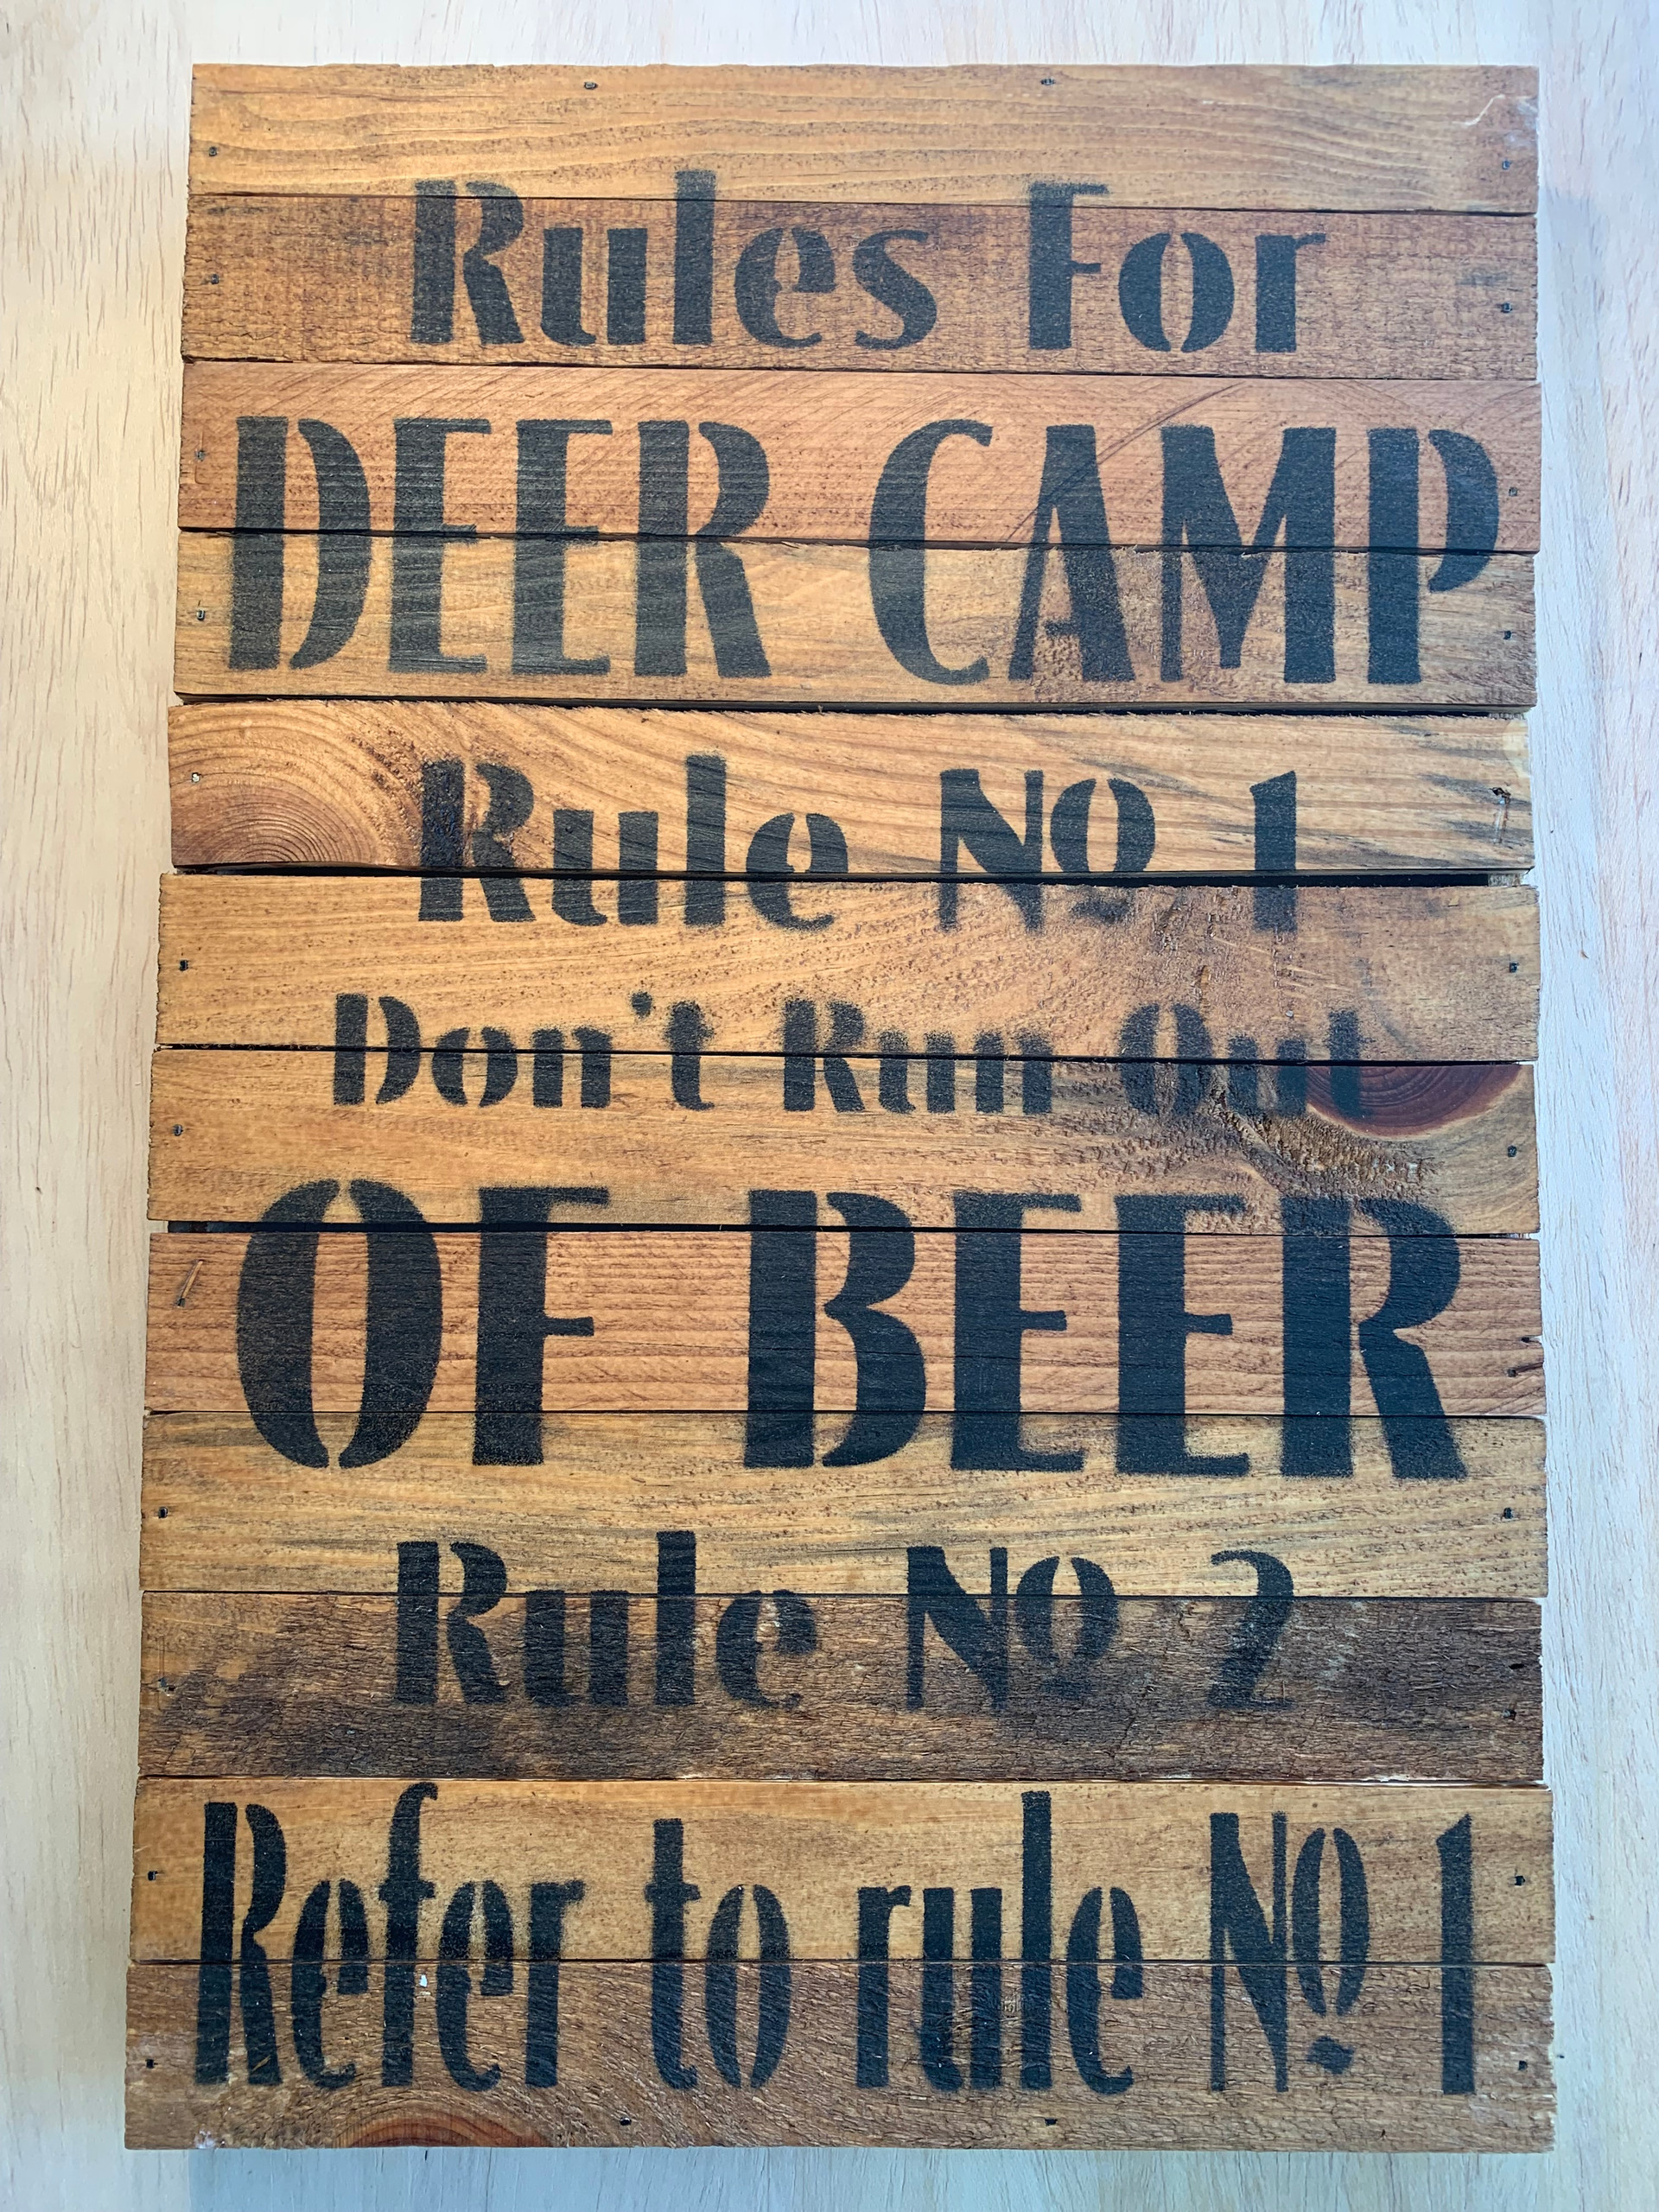 Rules For
DEER CAMP
Rule Nº 1
Don't Run Out
OF BEER
Rule Nº 2
Refer to rule Nº 1